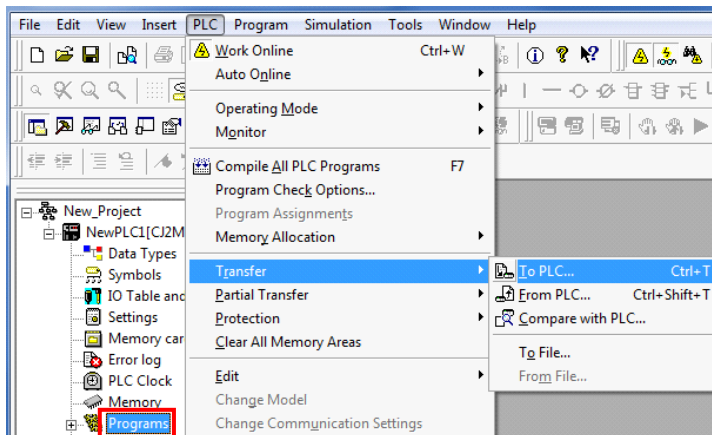 File Edit View Insert PLC Program Simulation Tools Window Help
Work Online Ctrl+W
Auto Online
Operating Mode
Monitor
Compile All PLC Programs F7
Program Check Options...
Program Assignments
Memory Allocation
Transfer
Partial Transfer
Protection
Clear All Memory Areas
Edit
Change Model
Change Communication Settings
To PLC... Ctrl+T
From PLC... Ctrl+Shift+T
Compare with PLC...
To File...
From File...
New_Project
NewPLC1[CJ2M
Data Types
Symbols
IO Table and
Settings
Memory car
Error log
PLC Clock
Memory
Programs